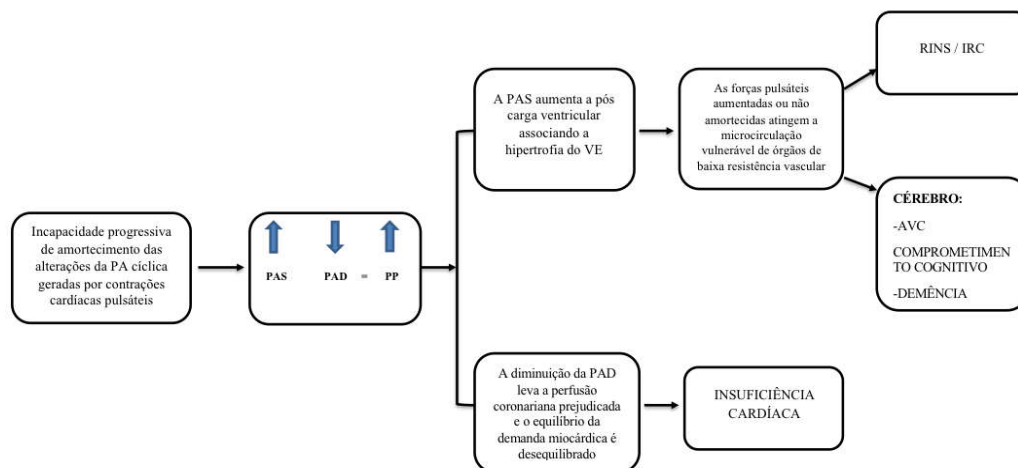 Incapacidade progressiva
de amortecimento das
alterações da PA cíclica
geradas por contrações
cardíacas pulsáteis
PAS PAD = PP
A PAS aumenta a pós
carga ventricular
associando a
hipertrofia do VE
As forças pulsáteis
aumentadas ou não
amortecidas atingem a
microcirculação
vulnerável de órgãos de
baixa resistência vascular
RINS / IRC
CÉREBRO:
-AVC
COMPROMETIMEN
TO COGNITIVO
-DEMÊNCIA
A diminuição da PAD
leva a perfusão
coronariana prejudicada
e o equilíbrio da
demanda miocárdica é
desequilibrado
INSUFICIÊNCIA
CARDÍACA